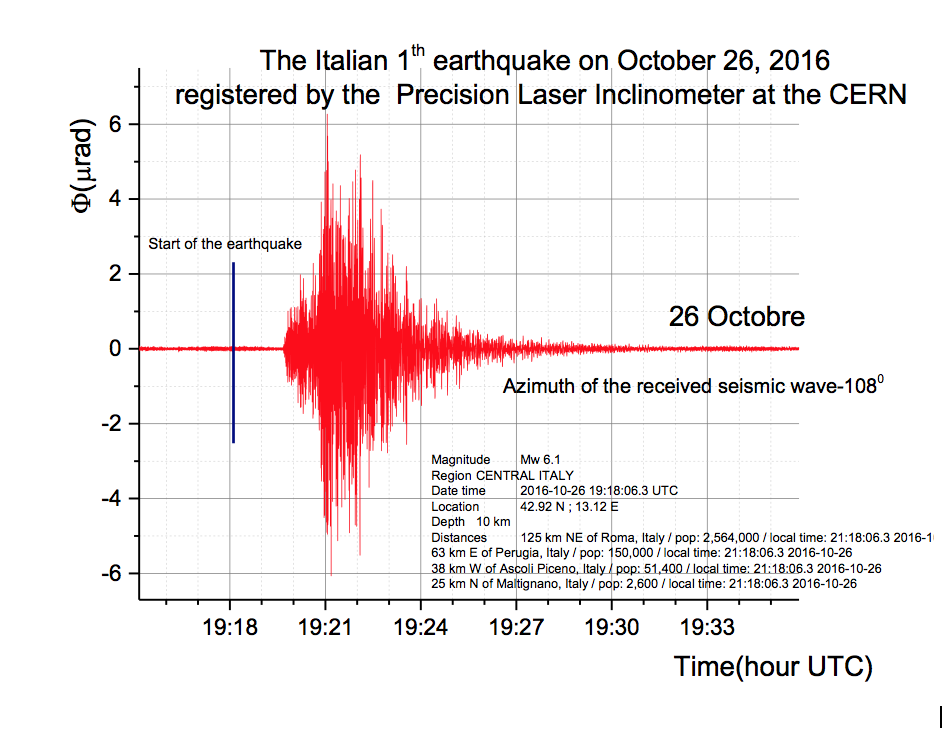 The Italian 1th earthquake on October 26, 2016
registered by the Precision Laser Inclinometer at the CERN
Φ(μrad)
6
4
2
0
-2
-4
-6
Start of the earthquake
26 Octobre
Azimuth of the received seismic wave-108⁰
Magnitude Mw 6.1
Region CENTRAL ITALY
Date time 2016-10-26 19:18:06.3 UTC
Location 42.92 N ; 13.12 E
Depth 10 km
Distances 125 km NE of Roma, Italy / pop: 2,564,000 / local time: 21:18:06.3 2016-1
63 km E of Perugia, Italy / pop: 150,000 / local time: 21:18:06.3 2016-10-26
38 km W of Ascoli Piceno, Italy / pop: 51,400 / local time: 21:18:06.3 2016-10-26
25 km N of Maltignano, Italy / pop: 2,600 / local time: 21:18:06.3 2016-10-26
19:18 19:21 19:24 19:27 19:30 19:33
Time(hour UTC)